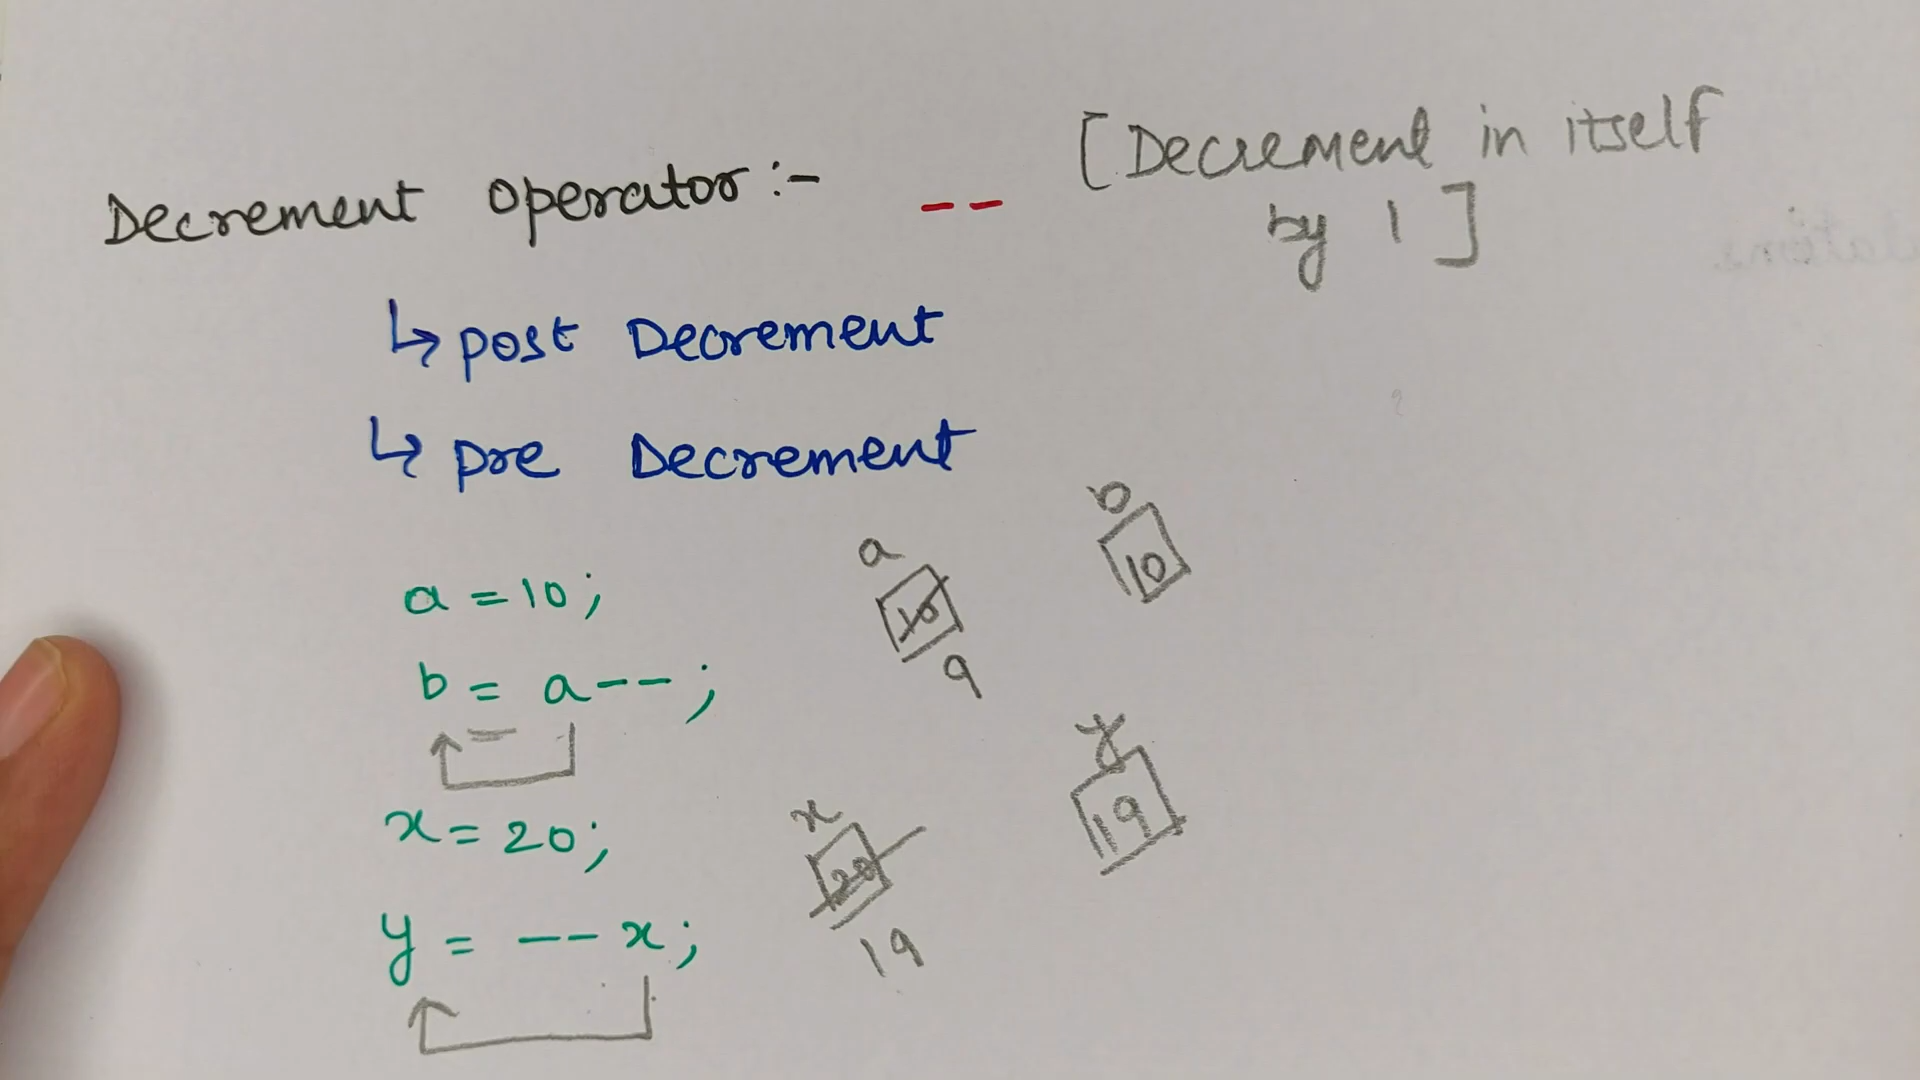 Decrement operator :- -- [Decrement in itself
by 1]
↳ post Decrement
↳ pre Decrement
a = 10;
b = a--;
x = 20;
y = --x;
a
10
9
b
10
x
20
19
y
19